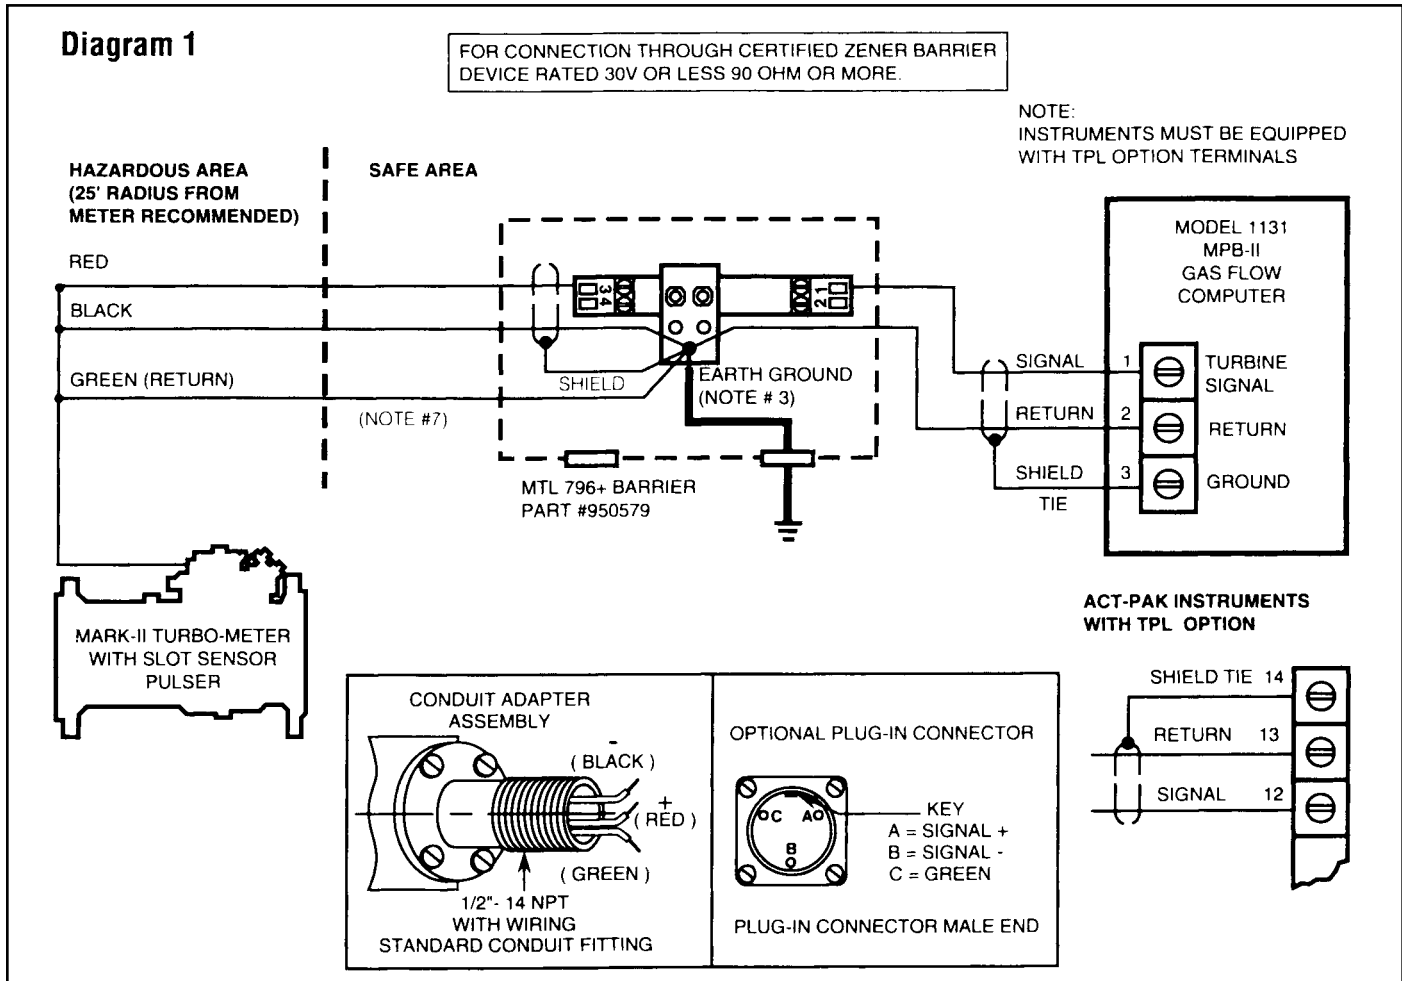 Diagram 1
FOR CONNECTION THROUGH CERTIFIED ZENER BARRIER
DEVICE RATED 30V OR LESS 90 OHM OR MORE.
NOTE:
INSTRUMENTS MUST BE EQUIPPED
WITH TPL OPTION TERMINALS
HAZARDOUS AREA
(25' RADIUS FROM
METER RECOMMENDED)
SAFE AREA
RED
BLACK
GREEN (RETURN)
(NOTE #7)
3
4
1
2
SHIELD
EARTH GROUND
(NOTE # 3)
MTL 796+ BARRIER
PART #950579
MODEL 1131
MPB-II
GAS FLOW
COMPUTER
SIGNAL 1
TURBINE
SIGNAL
RETURN 2
RETURN
SHIELD 3
TIE
GROUND
MARK-II TURBO-METER
WITH SLOT SENSOR
PULSER
ACT-PAK INSTRUMENTS
WITH TPL OPTION
SHIELD TIE 14
RETURN 13
SIGNAL 12
CONDUIT ADAPTER
ASSEMBLY
-
( BLACK )
+
( RED )
( GREEN )
1/2"- 14 NPT
WITH WIRING
STANDARD CONDUIT FITTING
OPTIONAL PLUG-IN CONNECTOR
C A
B
KEY
A = SIGNAL +
B = SIGNAL -
C = GREEN
PLUG-IN CONNECTOR MALE END